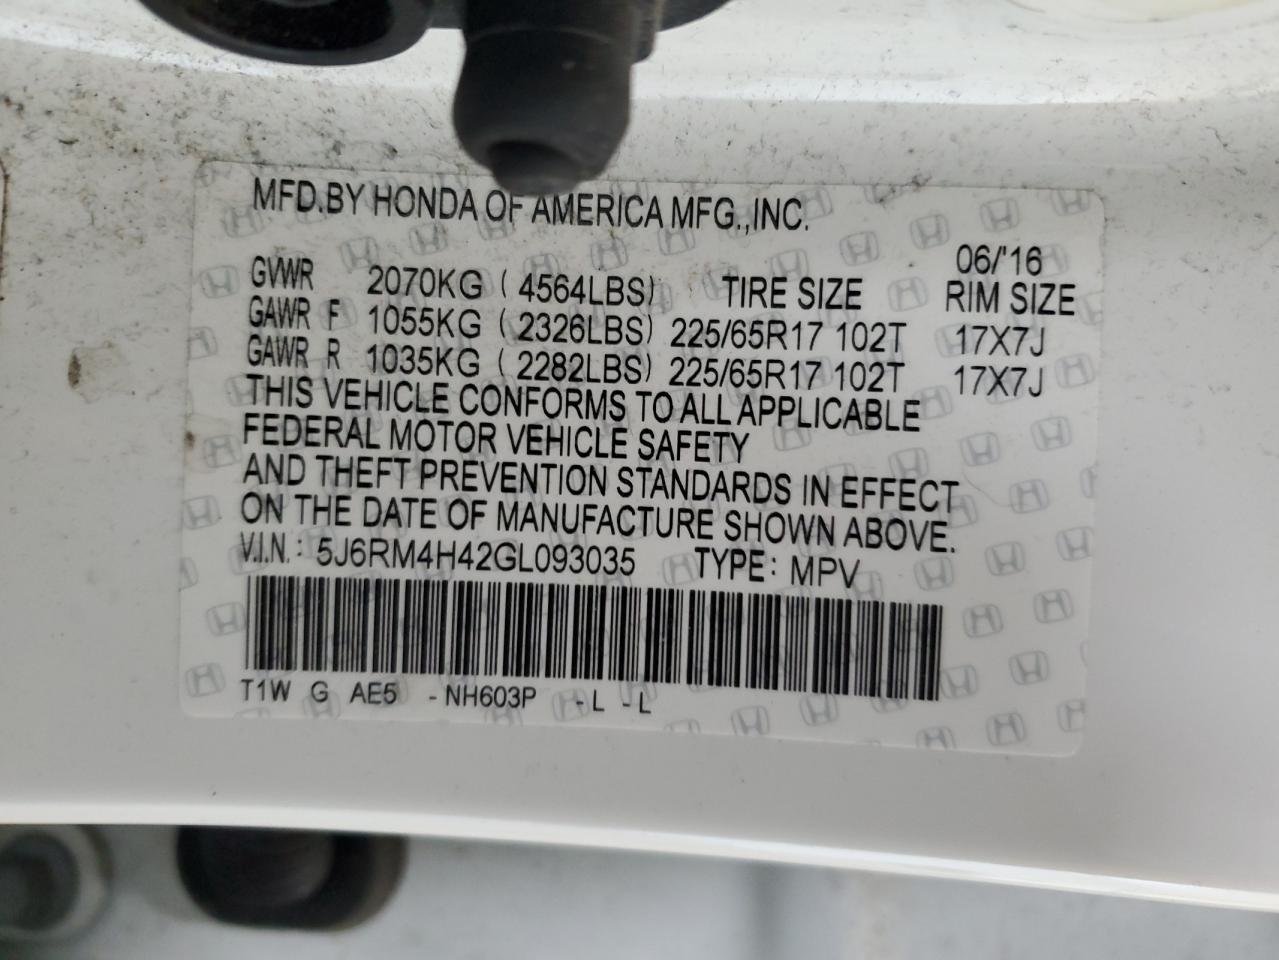 MFD.BY HONDA OF AMERICA MFG.,INC.
06/'16
GVWR 2070KG ( 4564LBS) TIRE SIZE RIM SIZE
GAWR F 1055KG ( 2326LBS) 225/65R17 102T 17X7J
GAWR R 1035KG ( 2282LBS) 225/65R17 102T 17X7J
THIS VEHICLE CONFORMS TO ALL APPLICABLE
FEDERAL MOTOR VEHICLE SAFETY
AND THEFT PREVENTION STANDARDS IN EFFECT
ON THE DATE OF MANUFACTURE SHOWN ABOVE.
V.I.N.: 5J6RM4H42GL093035 TYPE: MPV
T1W G AE5 -NH603P -L -L